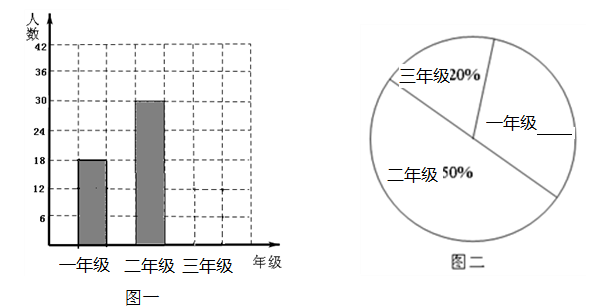 人数
42
36
30
24
18
12
6
一年级 二年级 三年级 年级
图一
三年级20%
一年级____
二年级 50%
图二